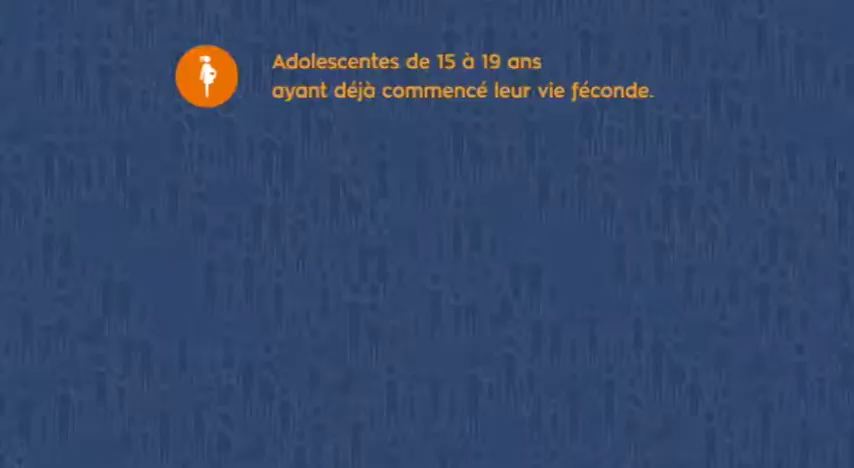 Adolescentes de 15 à 19 ans
ayant déjà commencé leur vie féconde.